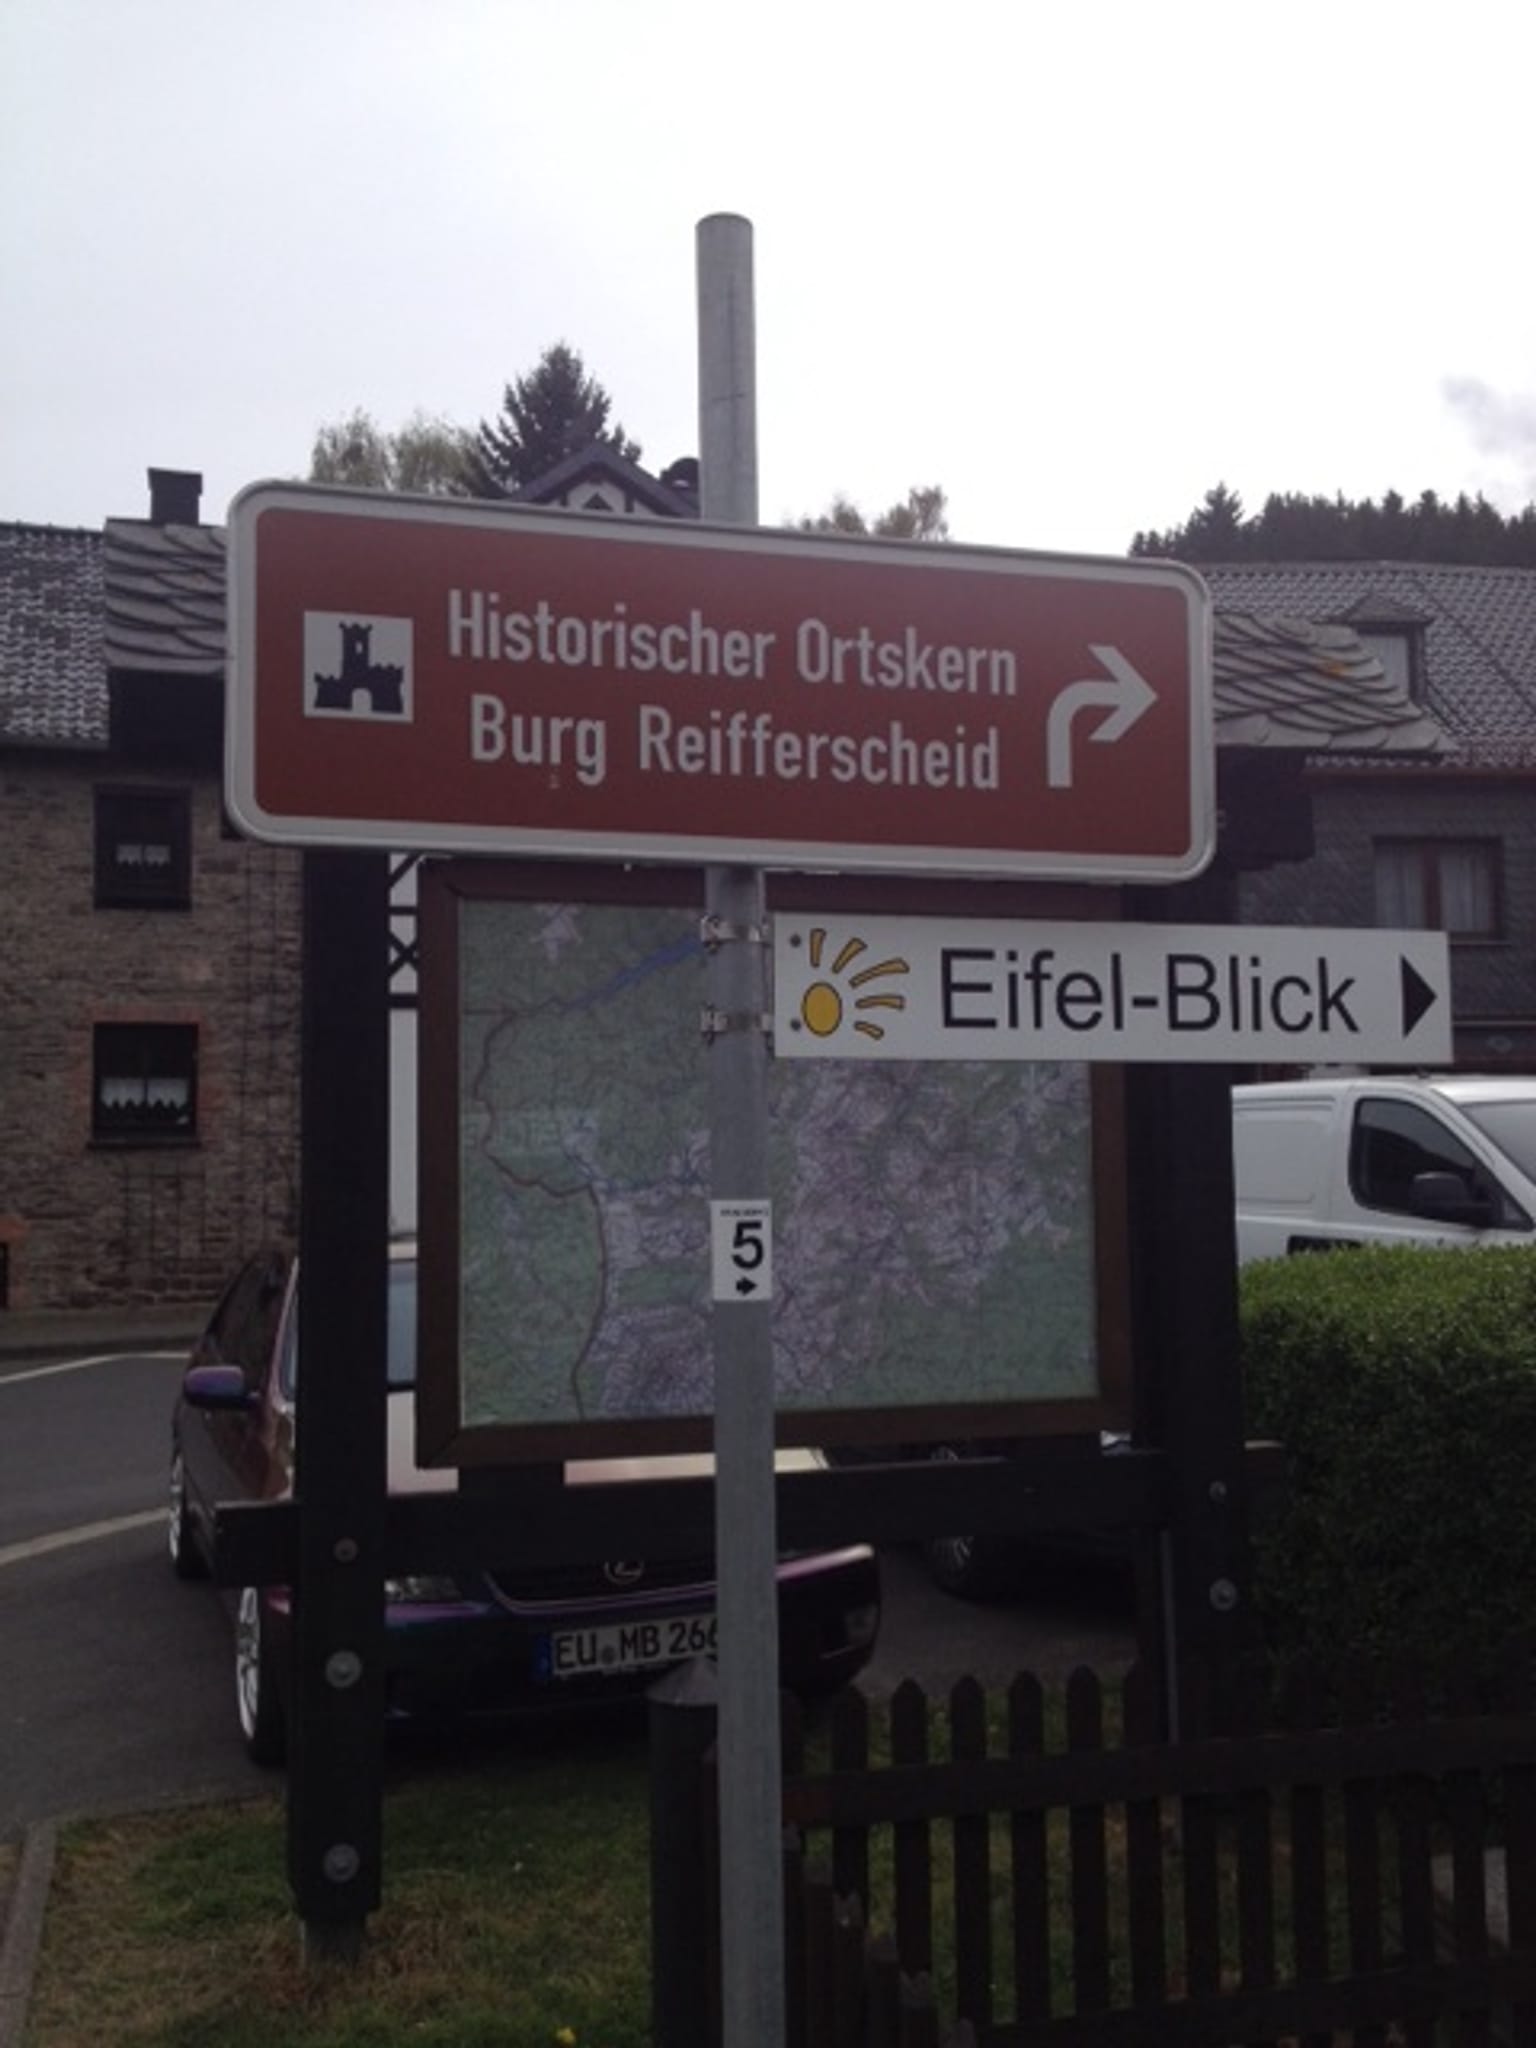 Historischer Ortskern
Burg Reifferscheid
Eifel-Blick
5
EU MB 266